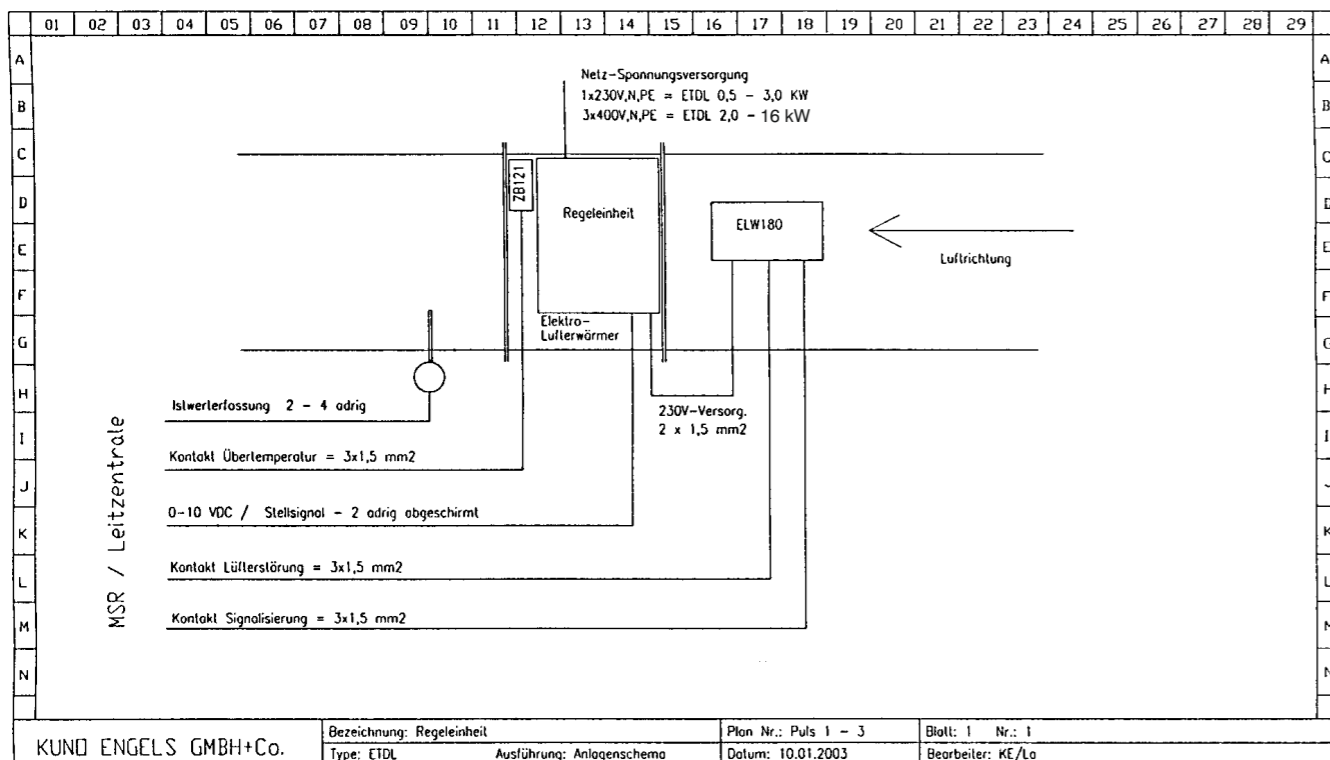 01 02 03 04 05 06 07 08 09 10 11 12 13 14 15 16 17 18 19 20 21 22 23 24 25 26 27 28 29
A A
Netz-Spannungsversorgung
B 1x230V,N,PE = ETDL 0,5 - 3,0 KW B
3x400V,N,PE = ETDL 2,0 - 16 kW
C C
ZB121
D D
Regeleinheit
ELW180
E E
Luftrichtung
F F
Elektro-
Lufterwärmer
G G
H H
Istwerterfassung 2 - 4 adrig
230V-Versorg.
2 x 1,5 mm2
I I
MSR / Leitzentrale
Kontakt Übertemperatur = 3x1,5 mm2
J J
0-10 VDC / Stellsignal - 2 adrig abgeschirmt
K K
Kontakt Lüfterstörung = 3x1,5 mm2
L L
Kontakt Signalisierung = 3x1,5 mm2
M M
N N
KUNO ENGELS GMBH+Co.
Bezeichnung: Regeleinheit
Plan Nr.: Puls 1 - 3
Blatt: 1 Nr.: 1
Type: ETDL
Ausführung: Anlagenschema
Datum: 10.01.2003
Bearbeiter: KE/La